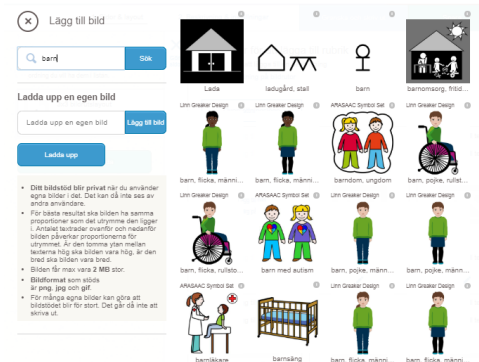 Lägg till bild
barn
Sök
Ladda upp en egen bild
Ladda upp en egen bild
Lägg till bild
Ladda upp
Ditt bildstöd blir privat när du använder
egna bilder i det. Det kan då inte ses av
andra användare.
För bästa resultat ska bilden ha samma
proportioner som det utrymme den ligger
i. Antalet textrader ovanför och nedanför
bilden påverkar proportionerna för
utrymmet. Är den tomma ytan mellan
texterna hög ska bilden vara hög, är den
bred ska bilden vara bred.
Bilden får max vara 2 MB stor.
Bildformat som stöds
är png, jpg och gif.
För många egna bilder kan göra att
bildstödet blir för stort. Det går då inte att
skriva ut.
Lada
ladugård, stall
barn
barnomsorg, fritid...
Linn Greaker Design
Linn Greaker Design
ARASAAC Symbol Set
Linn Greaker Design
barn, flicka, männi...
barn, flicka, männi...
barndom, ungdom
barn, pojke, rullst...
Linn Greaker Design
ARASAAC Symbol Set
Linn Greaker Design
Linn Greaker Design
barn, flicka, rullsto...
barn med autism
barn, pojke, männ...
barn, pojke, männ...
ARASAAC Symbol Set
Linn Greaker Design
Linn Greaker Design
barnläkare
barnsäng
barn, flicka, männi...
barn, flicka, männi...